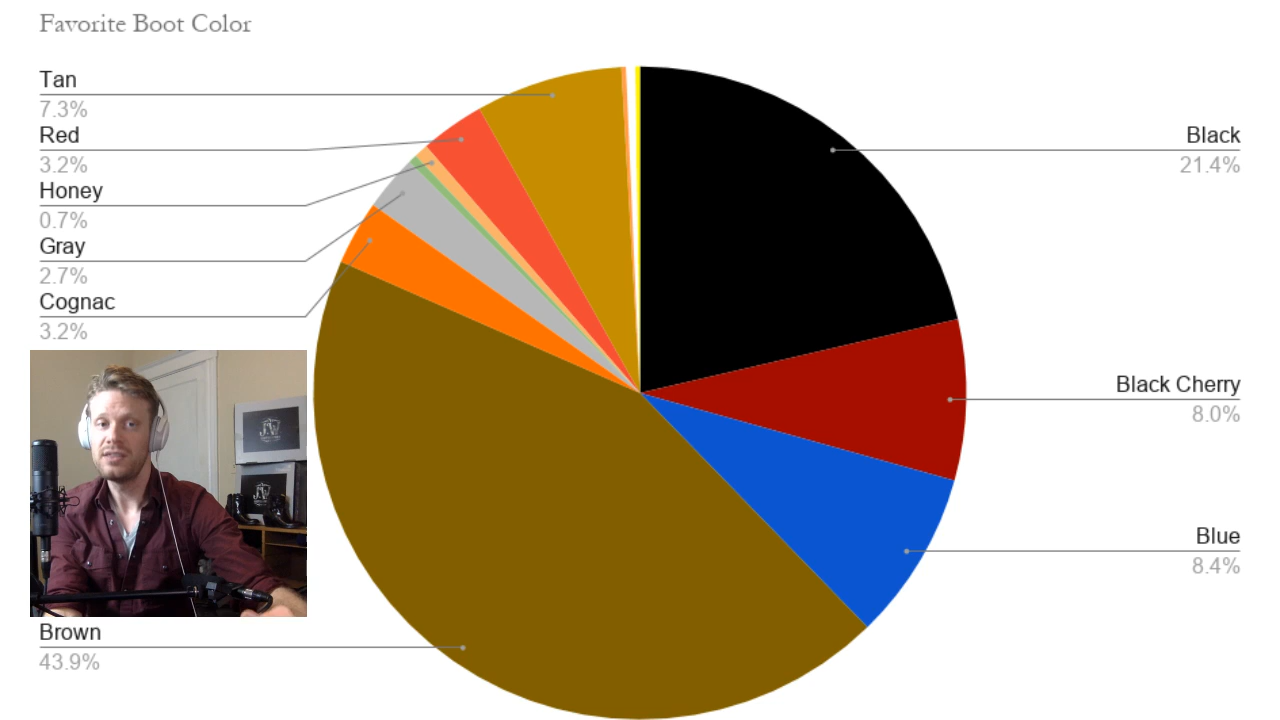 Favorite Boot Color
Tan
7.3%
Red
3.2%
Honey
0.7%
Gray
2.7%
Cognac
3.2%
Brown
43.9%
Black
21.4%
Black Cherry
8.0%
Blue
8.4%